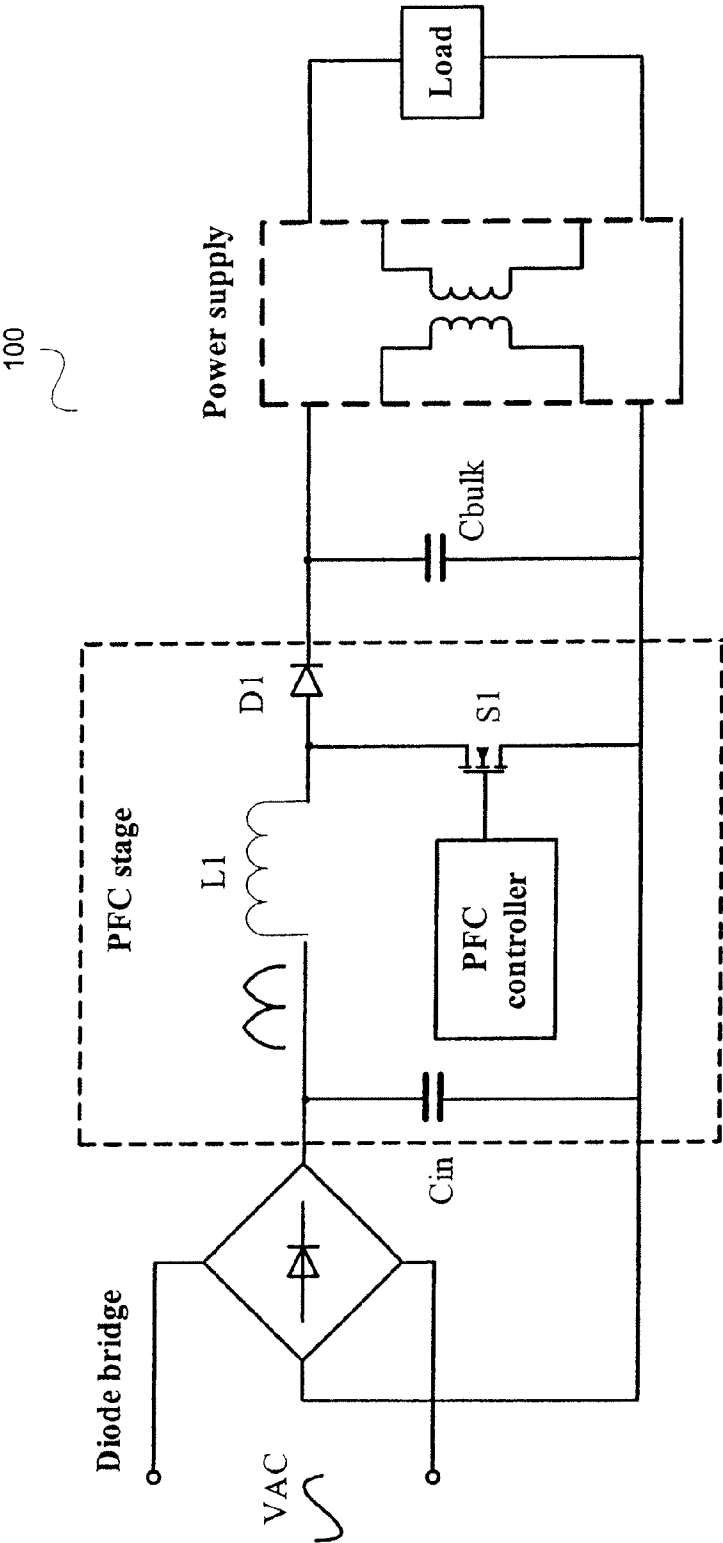 100
Diode bridge
VAC
PFC stage
Cin
L1
D1
PFC
controller
S1
Cbulk
Power supply
Load